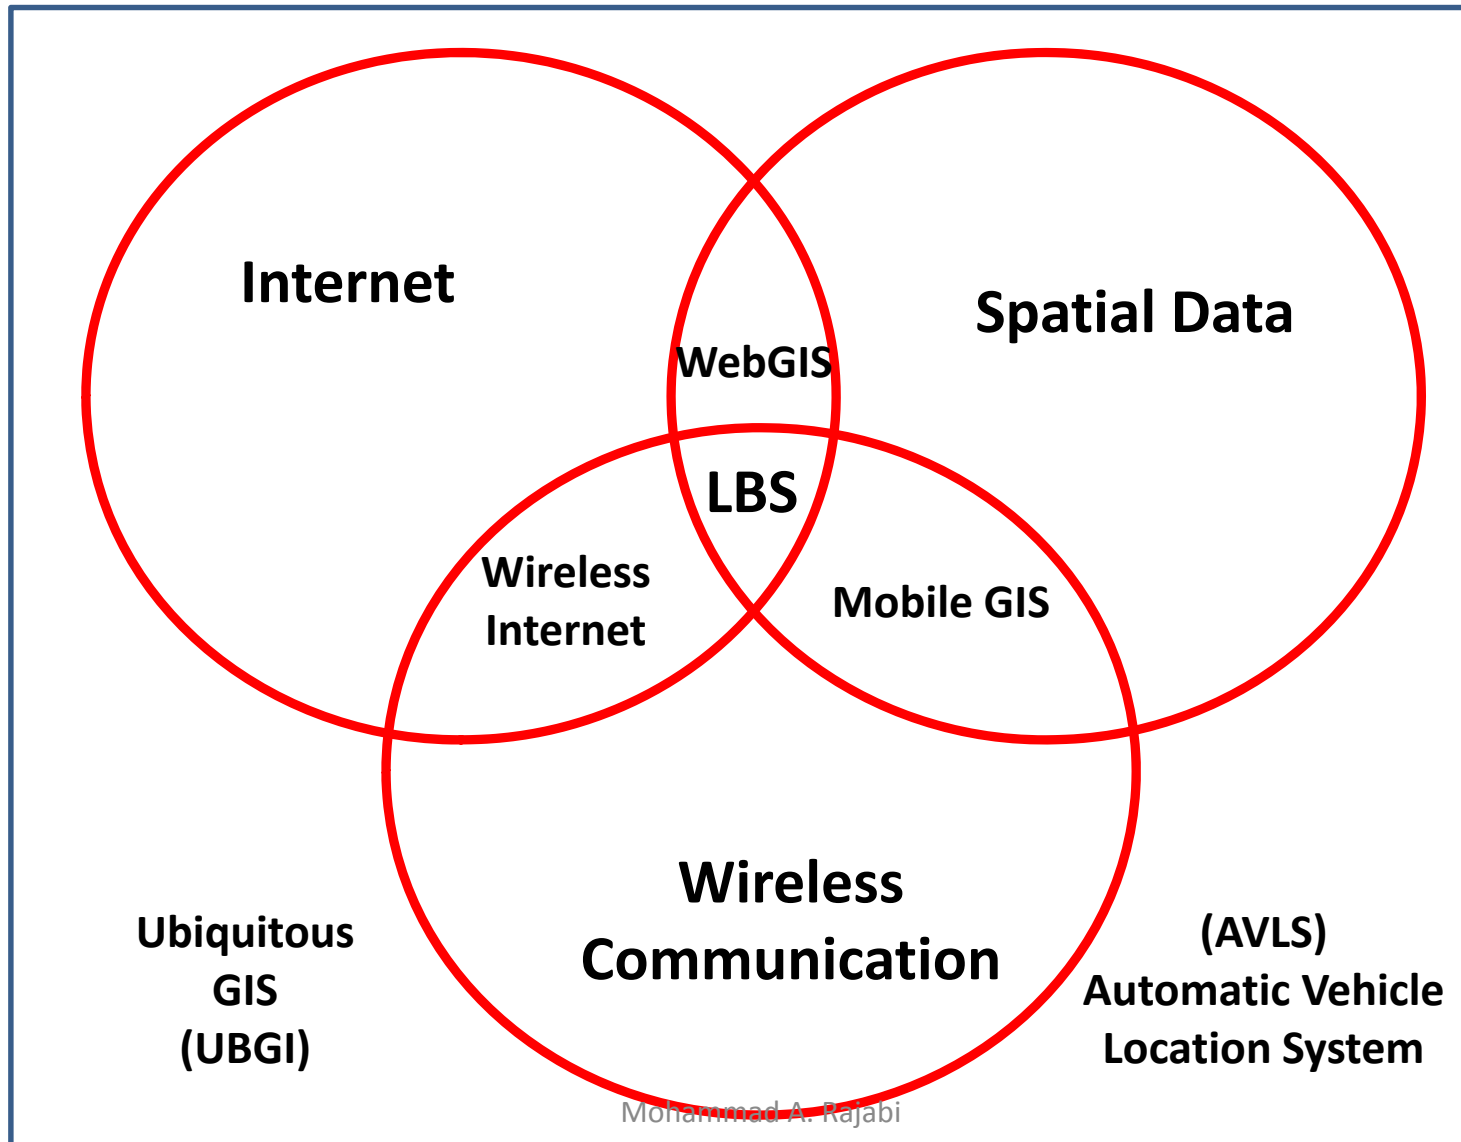 Internet
Spatial Data
WebGIS
LBS
Wireless
Internet
Mobile GIS
Wireless
Communication
Ubiquitous
GIS
(UBGI)
(AVLS)
Automatic Vehicle
Location System
Mohammad A. Rajabi